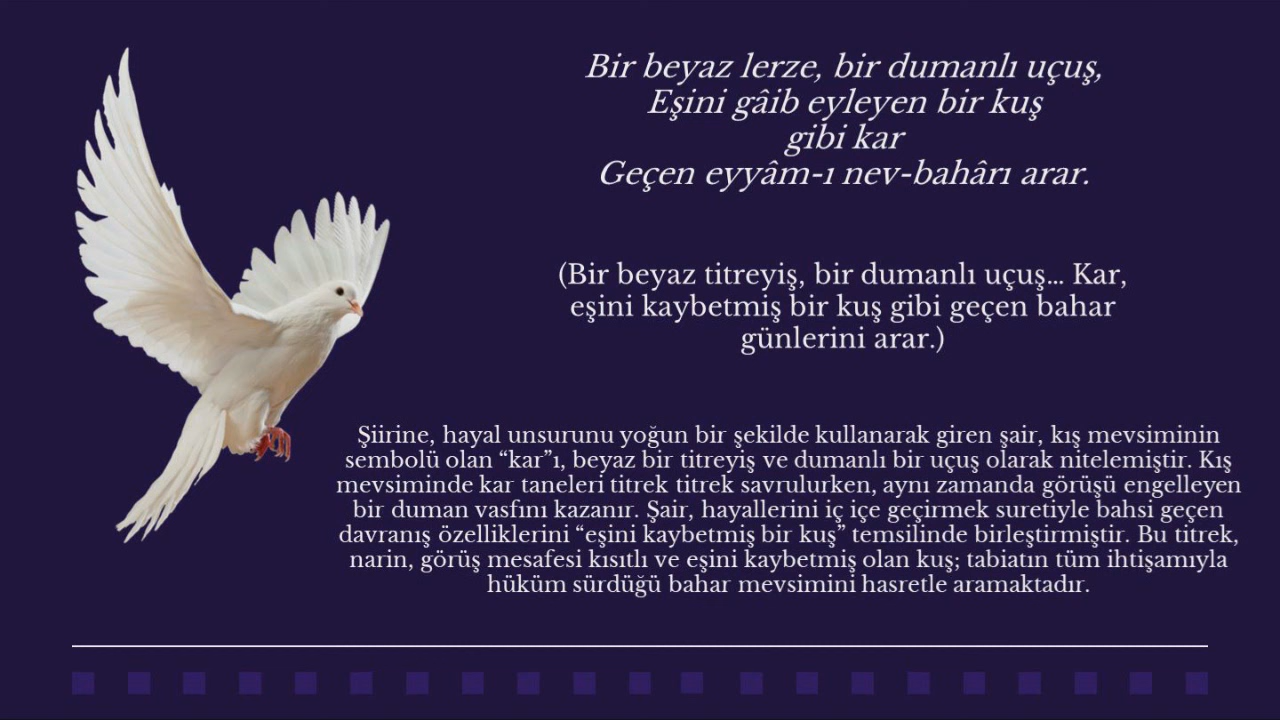 Bir beyaz lerze, bir dumanlı uçuş,
Eşini gâib eyleyen bir kuş
gibi kar
Geçen eyyâm-ı nev-bahârı arar.
(Bir beyaz titreyiş, bir dumanlı uçuş... Kar,
eşini kaybetmiş bir kuş gibi geçen bahar
günlerini arar.)
Şiirine, hayal unsurunu yoğun bir şekilde kullanarak giren şair, kış mevsiminin
sembolü olan “kar”ı, beyaz bir titreyiş ve dumanlı bir uçuş olarak nitelemiştir. Kış
mevsiminde kar taneleri titrek titrek savrulurken, aynı zamanda görüşü engelleyen
bir duman vasfını kazanır. Şair, hayallerini iç içe geçirmek suretiyle bahsi geçen
davranış özelliklerini “eşini kaybetmiş bir kuş” temsilinde birleştirmiştir. Bu titrek,
narin, görüş mesafesi kısıtlı ve eşini kaybetmiş olan kuş; tabiatın tüm ihtişamıyla
hüküm sürdüğü bahar mevsimini hasretle aramaktadır.